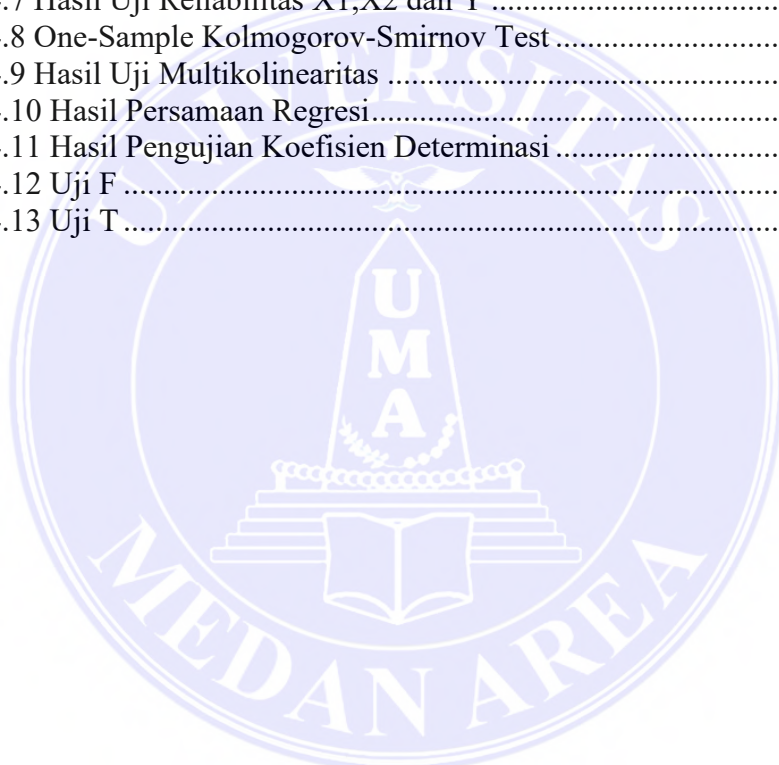 .7 Hasil Uji Reliabilitas X1,X2 dan Y ....................................
.8 One-Sample Kolmogorov-Smirnov Test ............................
.9 Hasil Uji Multikolinearitas .................................................
.10 Hasil Persamaan Regresi...................................................
.11 Hasil Pengujian Koefisien Determinasi ............................
.12 Uji F ..................................................................................
.13 Uji T ..................................................................................
UNIVERSITAS
U
M
A
MEDAN AREA